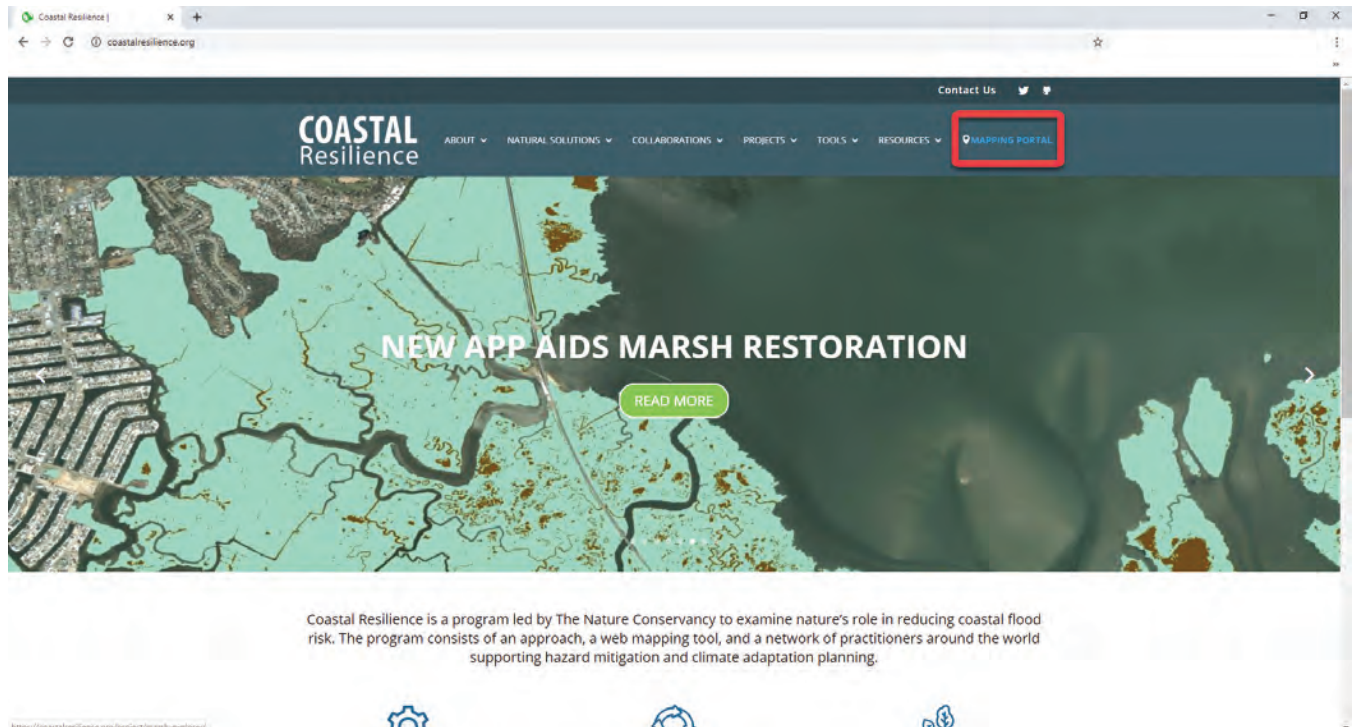 Coastal Resilience |
coastalresilience.org
Contact Us
COASTAL
Resilience
ABOUT
NATURAL SOLUTIONS
COLLABORATIONS
PROJECTS
TOOLS
RESOURCES
MAPPING PORTAL
NEW APP AIDS MARSH RESTORATION
READ MORE
Coastal Resilience is a program led by The Nature Conservancy to examine nature's role in reducing coastal flood
risk. The program consists of an approach, a web mapping tool, and a network of practitioners around the world
supporting hazard mitigation and climate adaptation planning.